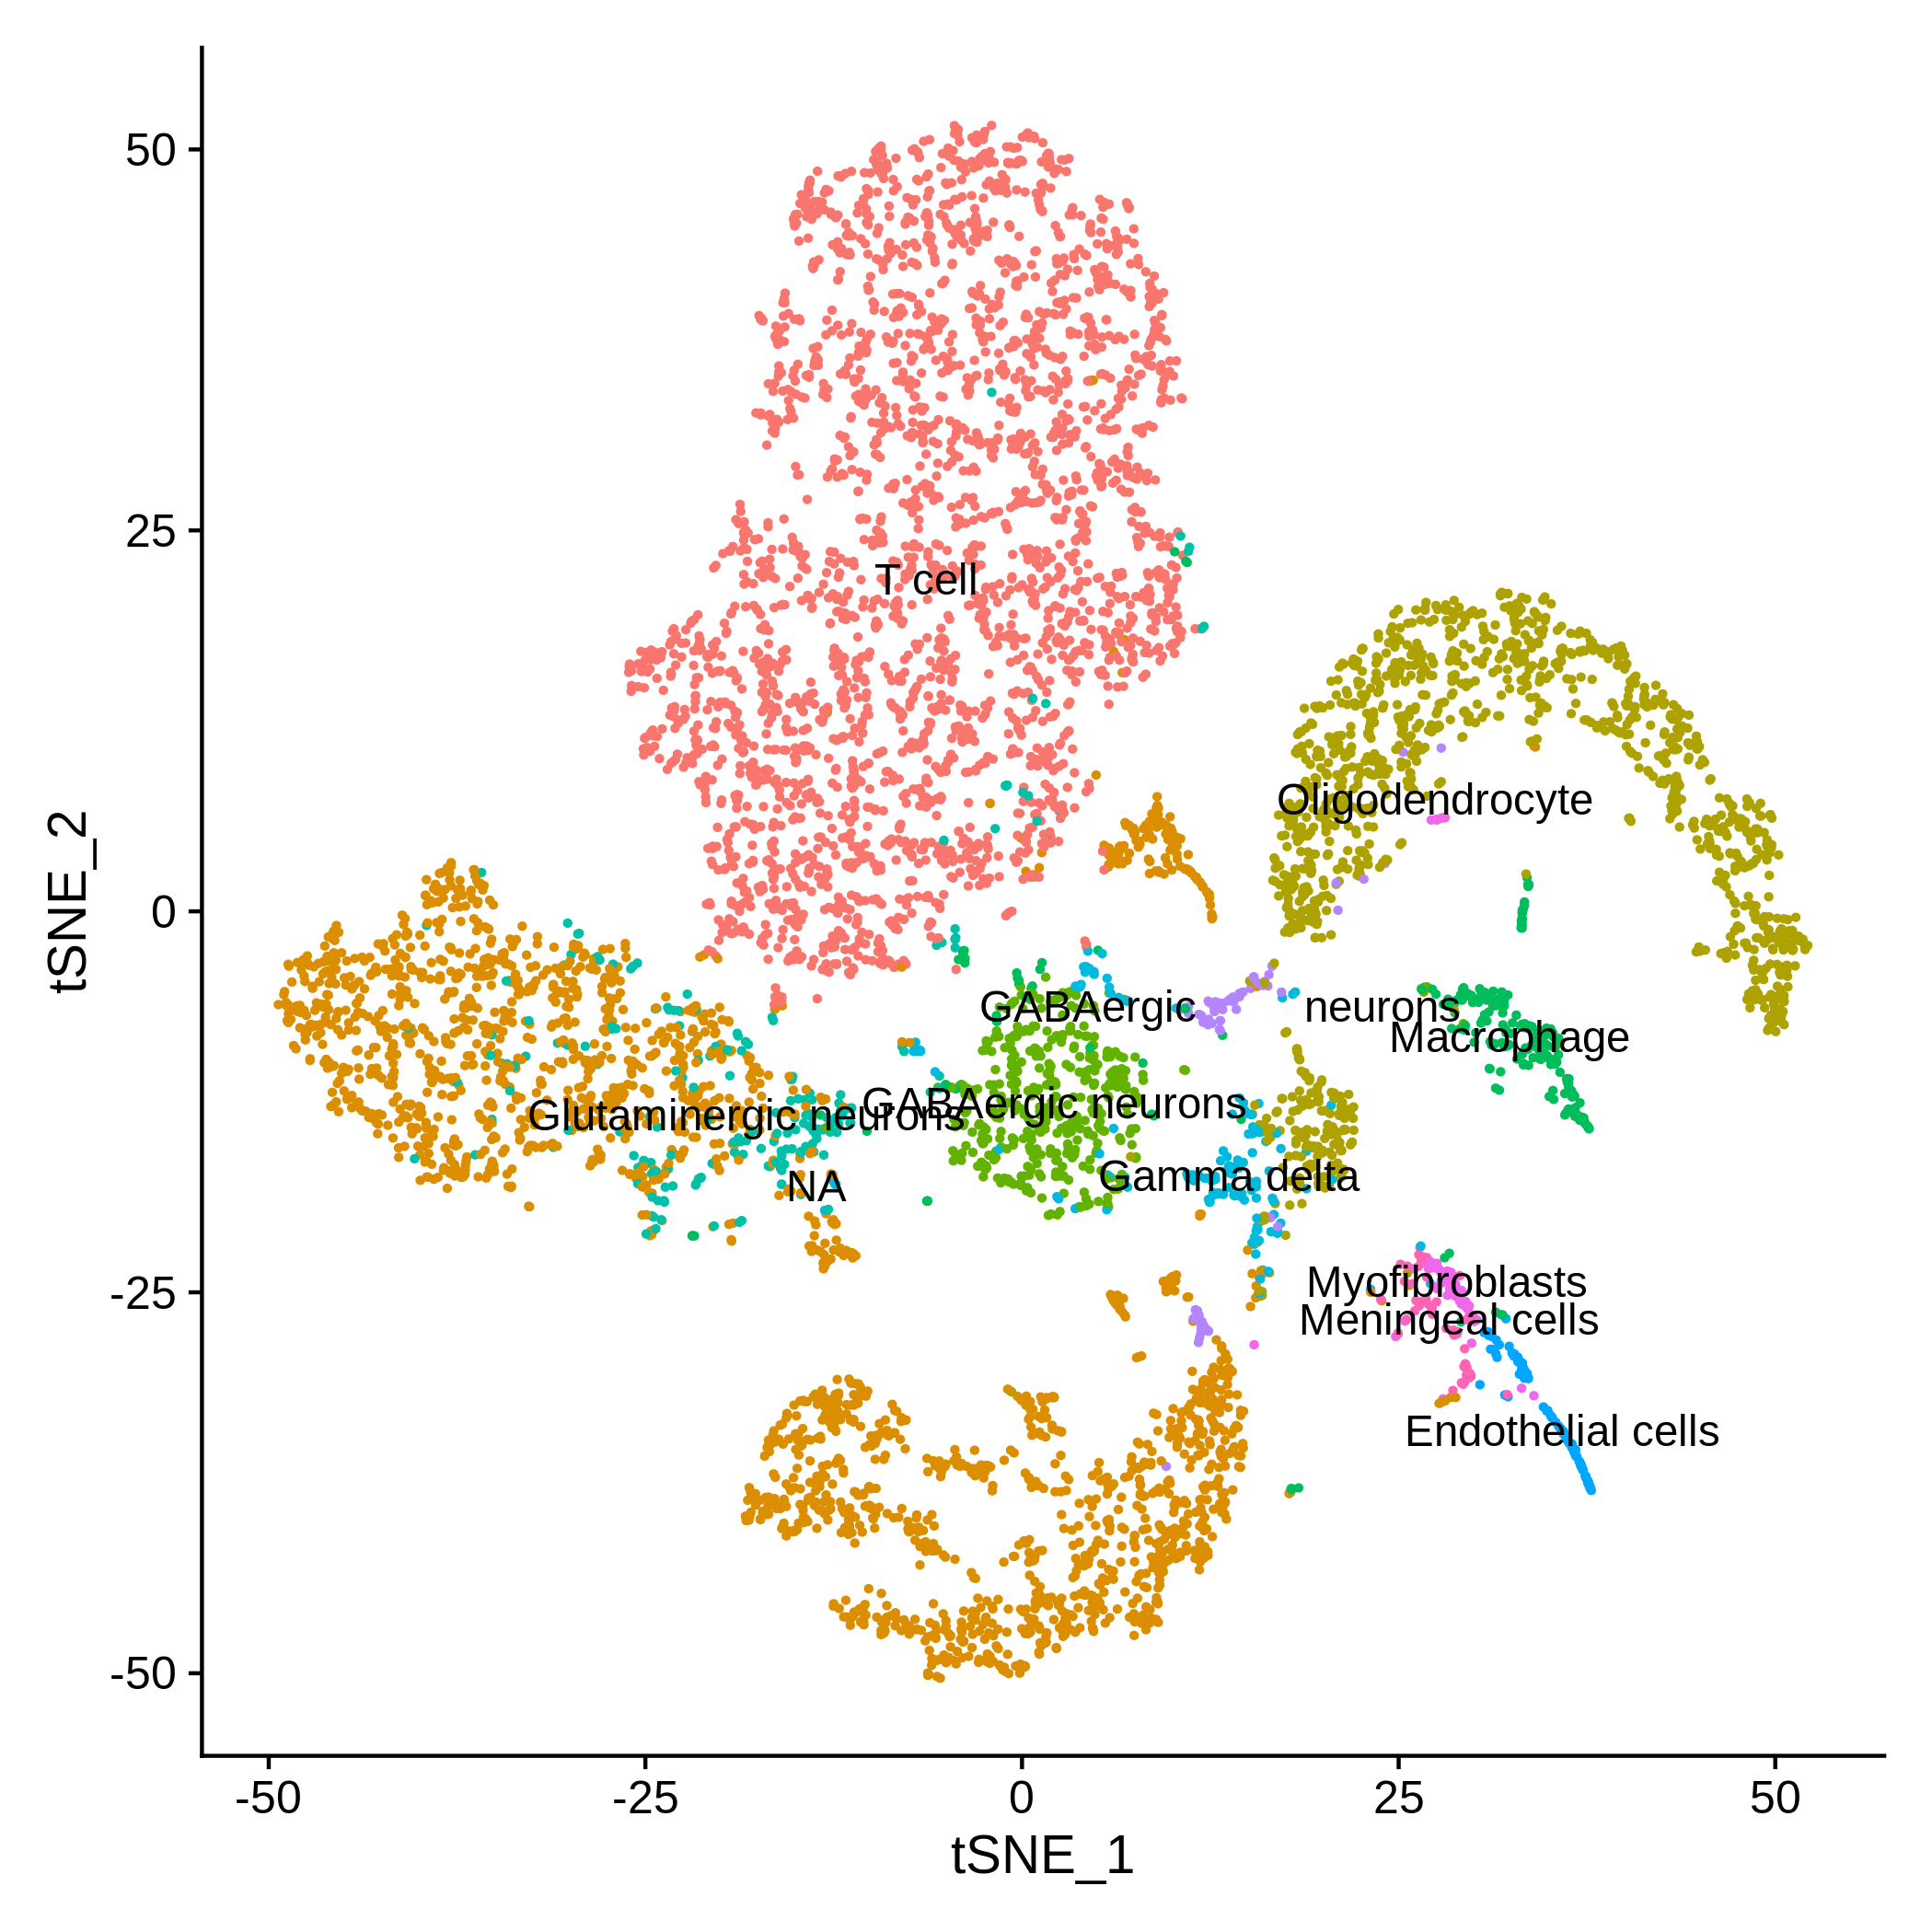 50
25
0
-25
-50
tSNE_2
T cell
Oligodendrocyte
GABAergic neurons
Macrophage
GABAergic neurons
Glutaminergic neurons
Gamma delta
NA
Myofibroblasts
Meningeal cells
Endothelial cells
-50
-25
0
25
50
tSNE_1